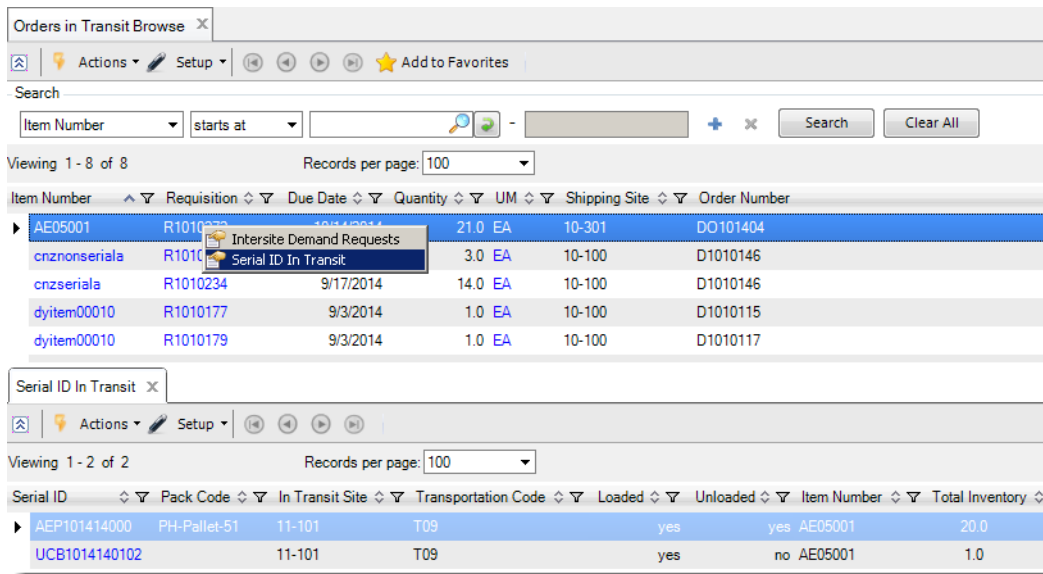 Orders in Transit Browse
Actions Setup Add to Favorites
Search
Item Number starts at - Search Clear All
Viewing 1 - 8 of 8 Records per page: 100
Item Number Requisition Due Date Quantity UM Shipping Site Order Number
AE05001 21.0 EA 10-301 DO101404
Intersite Demand Requests
cnznonseriala 3.0 EA 10-100 D1010146
Serial ID In Transit
cnzseriala R1010234 9/17/2014 14.0 EA 10-100 D1010146
dyitem00010 R1010177 9/3/2014 1.0 EA 10-100 D1010115
dyitem00010 R1010179 9/3/2014 1.0 EA 10-100 D1010117
Serial ID In Transit
Actions Setup
Viewing 1 - 2 of 2 Records per page: 100
Serial ID Pack Code In Transit Site Transportation Code Loaded Unloaded Item Number Total Inventory
AEP101414000 PH-Pallet-51 11-101 T09 yes yes AE05001 20.0
UCB1014140102 11-101 T09 yes no AE05001 1.0